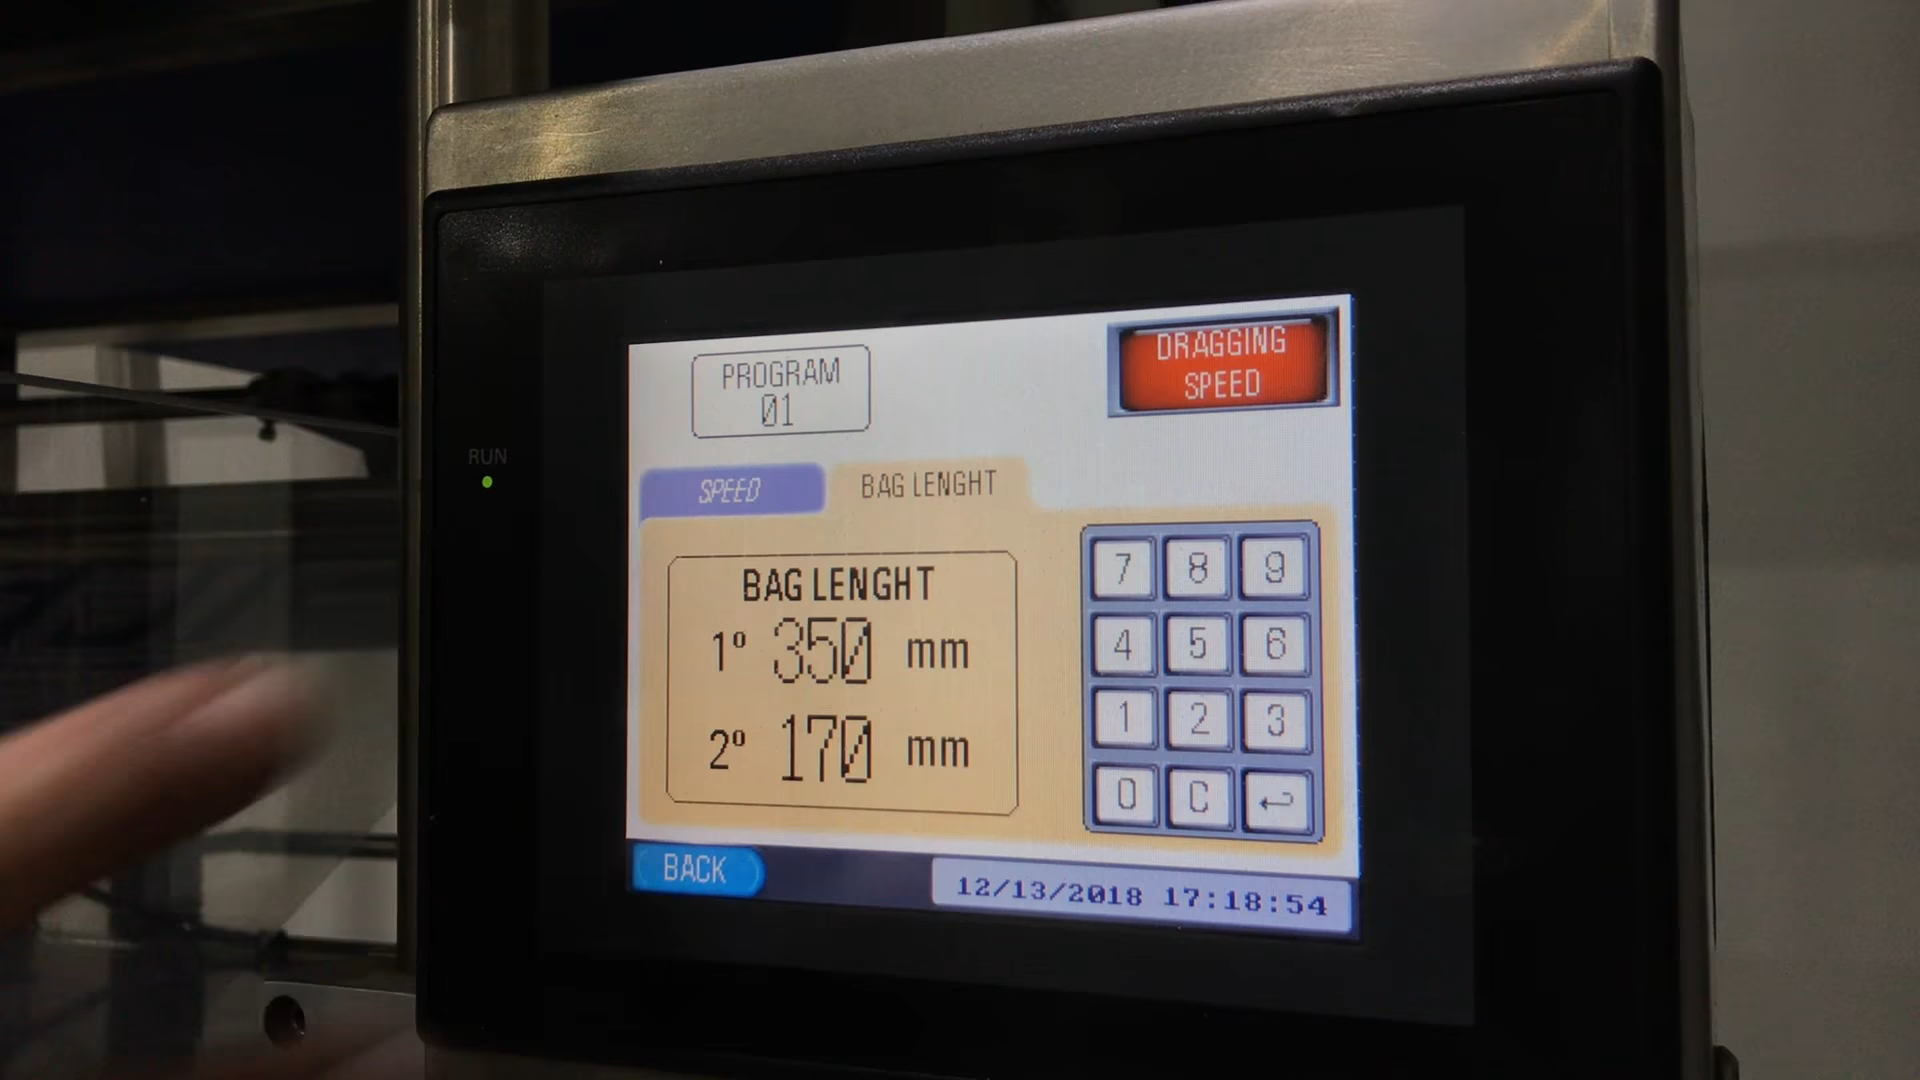 PROGRAM
01
DRAGGING
SPEED
RUN
SPEED
BAG LENGHT
BAG LENGHT
1º 350 mm
2º 170 mm
7 8 9
4 5 6
1 2 3
0 C ↩
BACK
12/13/2018 17:18:54